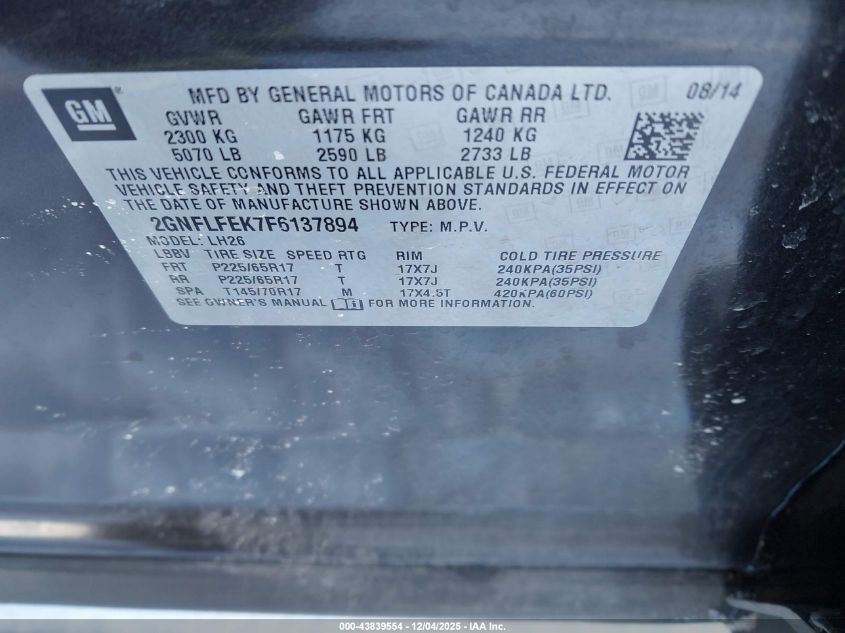 GM
MFD BY GENERAL MOTORS OF CANADA LTD. 08/14
GVWR GAWR FRT GAWR RR
2300 KG 1175 KG 1240 KG
5070 LB 2590 LB 2733 LB
THIS VEHICLE CONFORMS TO ALL APPLICABLE U.S. FEDERAL MOTOR
VEHICLE SAFETY AND THEFT PREVENTION STANDARDS IN EFFECT ON
THE DATE OF MANUFACTURE SHOWN ABOVE.
2GNFLFEK7F6137894 TYPE: M.P.V.
MODEL: LH26
LSBV TIRE SIZE SPEED RTG RIM COLD TIRE PRESSURE
FRT P225/65R17 T 17X7J 240KPA(35PSI)
RR P225/65R17 T 17X7J 240KPA(35PSI)
SPA T145/70R17 M 17X4.5T 420KPA(60PSI)
SEE OWNER'S MANUAL FOR MORE INFORMATION.
000-43839554 - 12/04/2025 - IAA Inc.